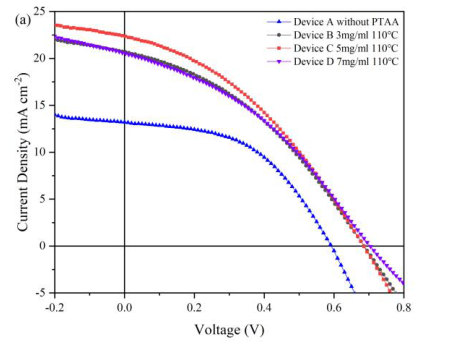 (a)
Device A without PTAA
Device B 3mg/ml 110°C
Device C 5mg/ml 110°C
Device D 7mg/ml 110°C
Current Density (mA cm⁻²)
25
20
15
10
5
0
-5
-0.2 0.0 0.2 0.4 0.6 0.8
Voltage (V)